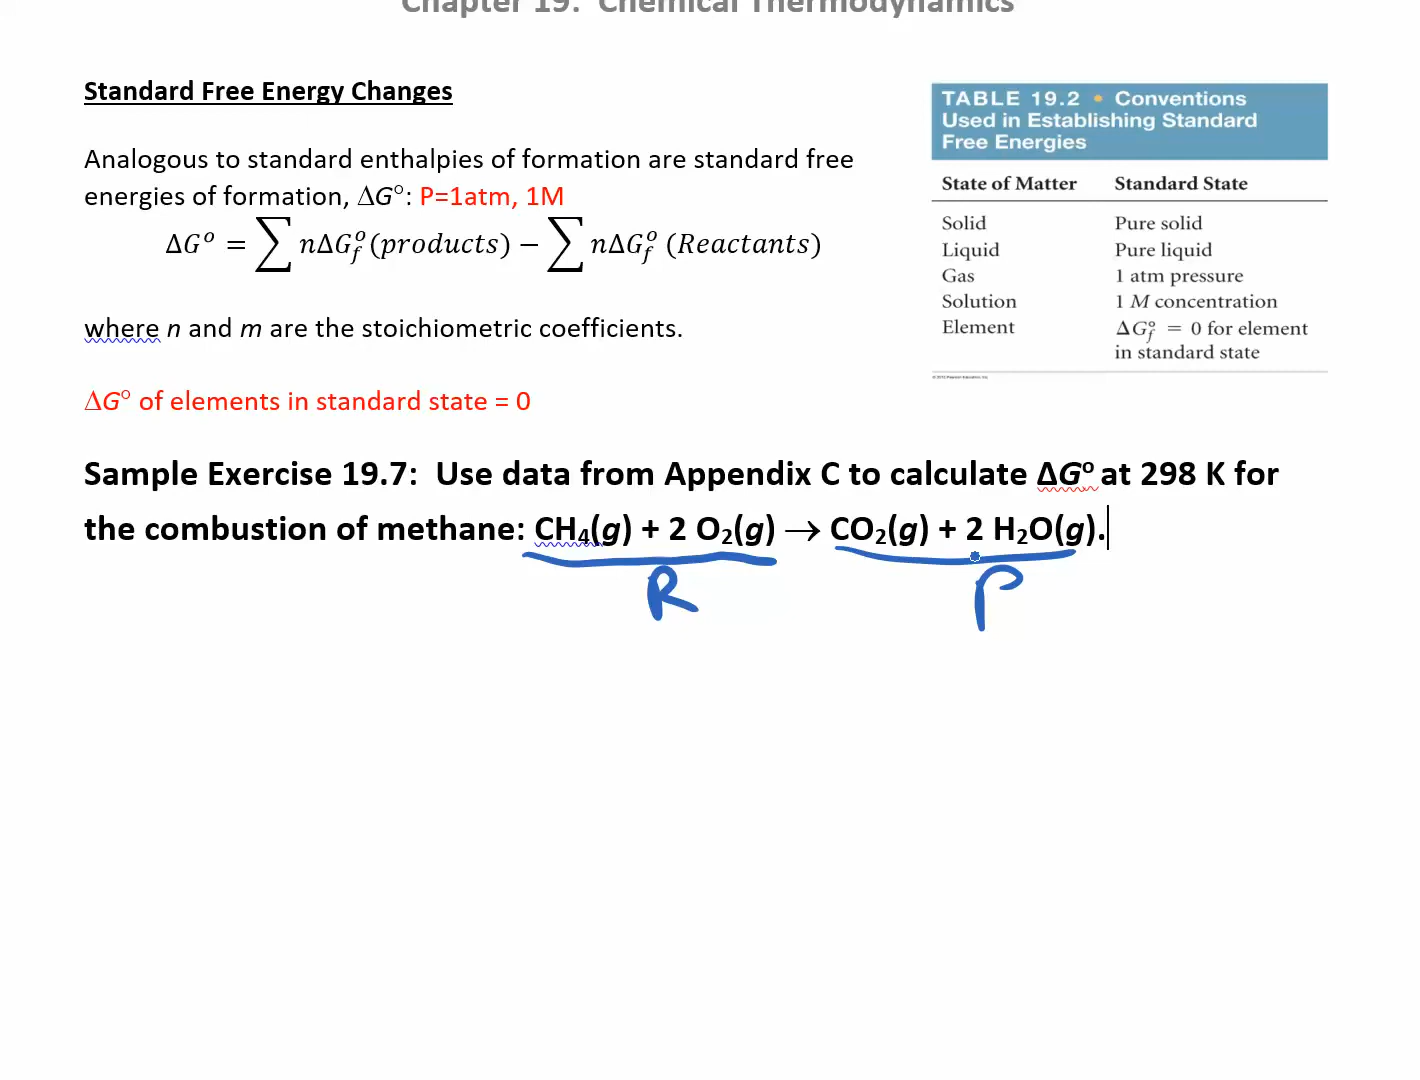 Chapter 19: Chemical Thermodynamics
Standard Free Energy Changes
Analogous to standard enthalpies of formation are standard free
energies of formation, ΔG°: P=1atm, 1M
ΔGᵒ = ∑ nΔG_f^o(products) − ∑ nΔG_f^o (Reactants)
where n and m are the stoichiometric coefficients.
ΔG° of elements in standard state = 0
TABLE 19.2 • Conventions
Used in Establishing Standard
Free Energies
State of Matter Standard State
Solid Pure solid
Liquid Pure liquid
Gas 1 atm pressure
Solution 1 M concentration
Element ΔG_f° = 0 for element
in standard state
Sample Exercise 19.7: Use data from Appendix C to calculate ΔGᵒ at 298 K for
the combustion of methane: CH₄(g) + 2 O₂(g) → CO₂(g) + 2 H₂O(g).
R P